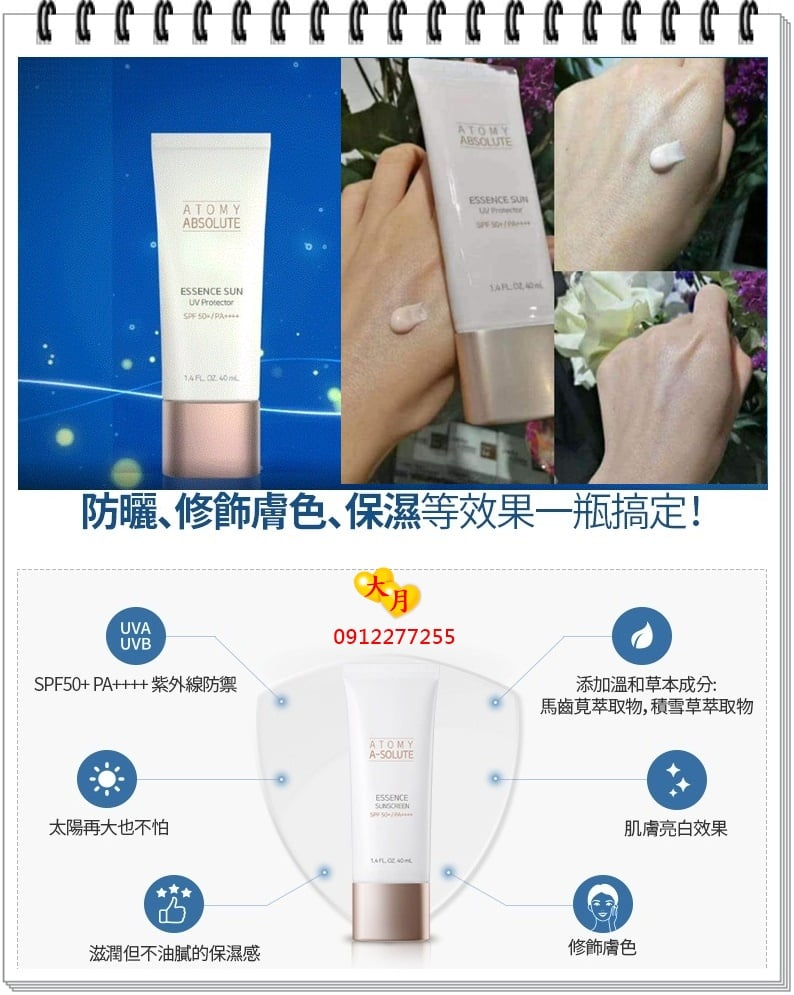 ATOMY
ABSOLUTE
ESSENCE SUN
UV Protector
SPF 50+/PA++++
1.4 FL. OZ. 40 mL
ATOMY
ABSOLUTE
ESSENCE SUN
UV Protector
SPF 50+/PA++++
1.4 FL. OZ. 40 mL
防曬、修飾膚色、保濕等效果一瓶搞定!
大月
0912277255
UVA
UVB
SPF50+ PA++++ 紫外線防禦
添加溫和草本成分:
馬齒莧萃取物, 積雪草萃取物
ATOMY
A-SOLUTE
ESSENCE
SUNSCREEN
SPF 50+/PA++++
1.4 FL. OZ. 40 mL
太陽再大也不怕
肌膚亮白效果
滋潤但不油膩的保濕感
修飾膚色